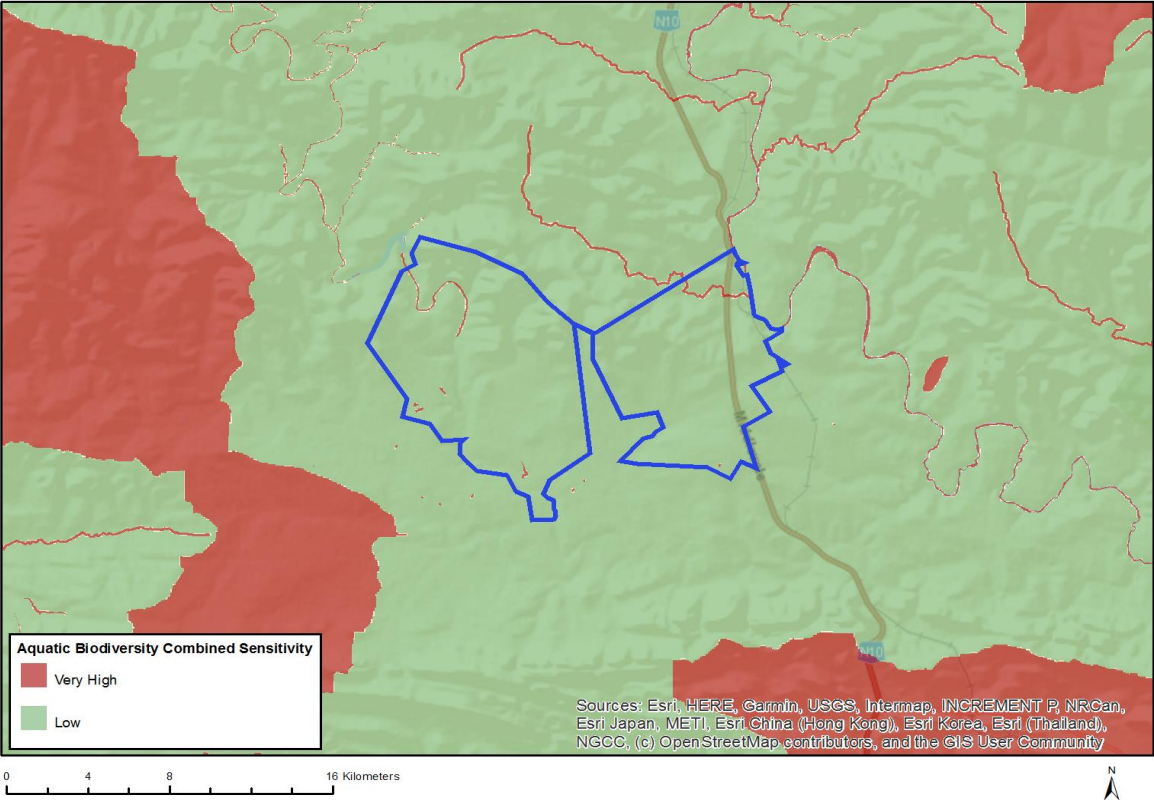 N10
N10
Aquatic Biodiversity Combined Sensitivity
Very High
Low
Sources: Esri, HERE, Garmin, USGS, Intermap, INCREMENT P, NRCan,
Esri Japan, METI, Esri China (Hong Kong), Esri Korea, Esri (Thailand),
NGCC, (c) OpenStreetMap contributors, and the GIS User Community
0 4 8 16 Kilometers
N